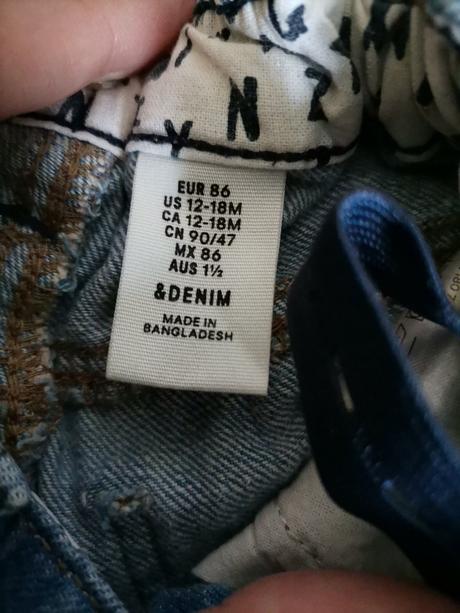 N
EUR 86
US 12-18M
CA 12-18M
CN 90/47
MX 86
AUS 1½
&DENIM
MADE IN
BANGLADESH